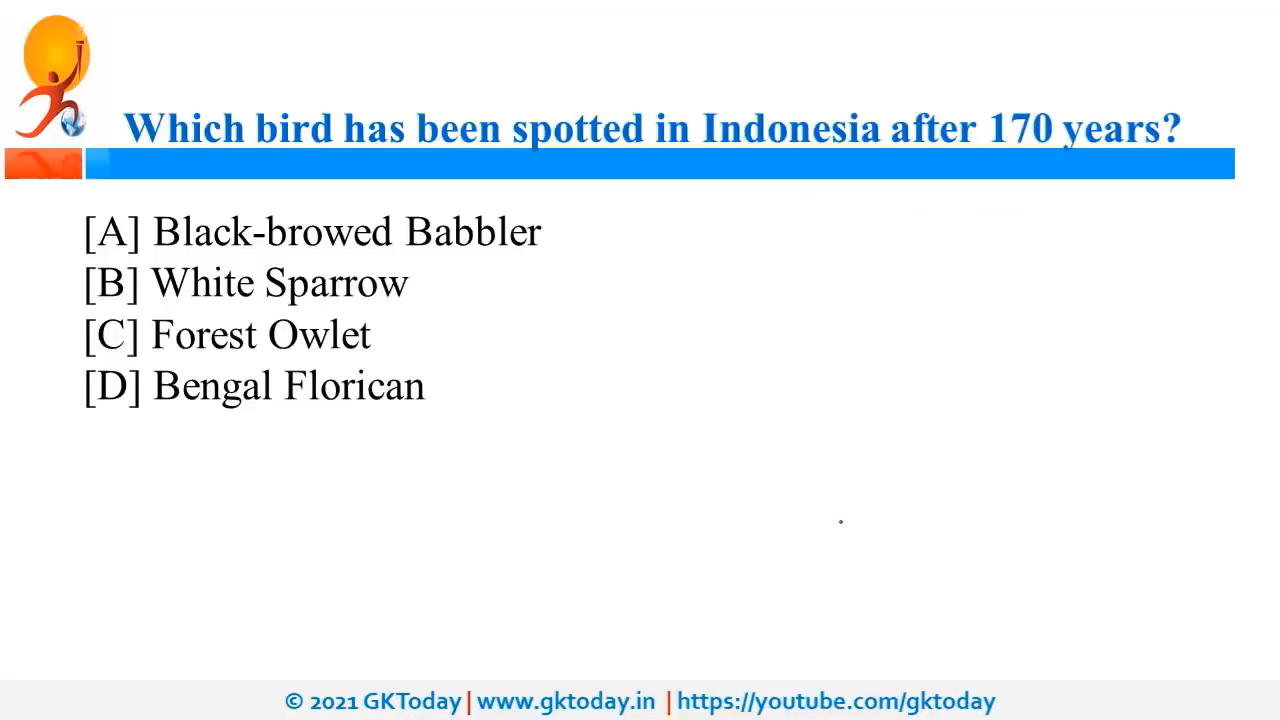 Which bird has been spotted in Indonesia after 170 years?
[A] Black-browed Babbler
[B] White Sparrow
[C] Forest Owlet
[D] Bengal Florican
© 2021 GKToday | www.gktoday.in | https://youtube.com/gktoday